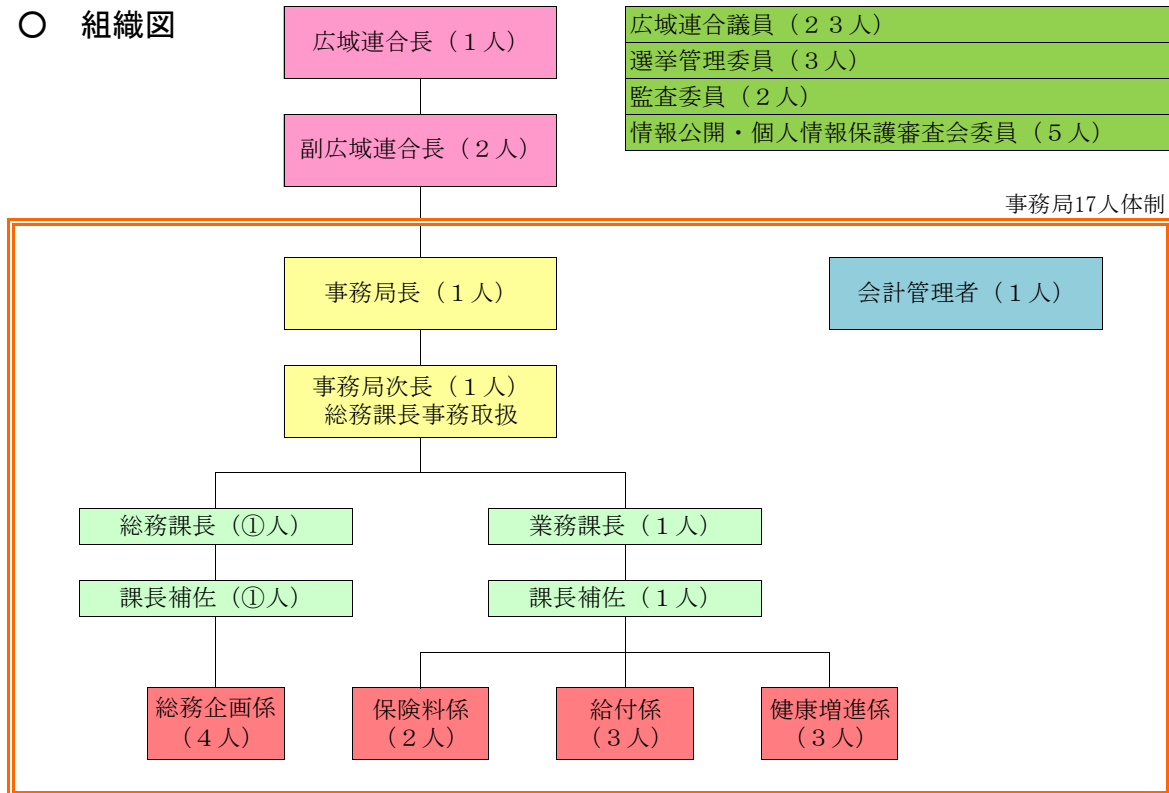 ○　組織図
広域連合長（１人）
副広域連合長（２人）
広域連合議員（２３人）
選挙管理委員（３人）
監査委員（２人）
情報公開・個人情報保護審査会委員（５人）
事務局17人体制
事務局長（１人）
会計管理者（１人）
事務局次長（１人）
総務課長事務取扱
総務課長（①人）
業務課長（１人）
課長補佐（①人）
課長補佐（１人）
総務企画係
（４人）
保険料係
（２人）
給付係
（３人）
健康増進係
（３人）